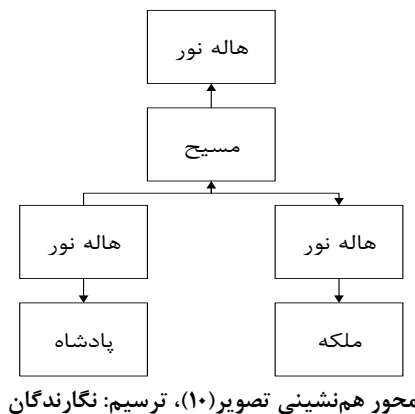 هاله نور
مسیح
هاله نور
هاله نور
ملکه
پادشاه
محور هم‌نشینی تصویر(۱۰)، ترسیم: نگارندگان